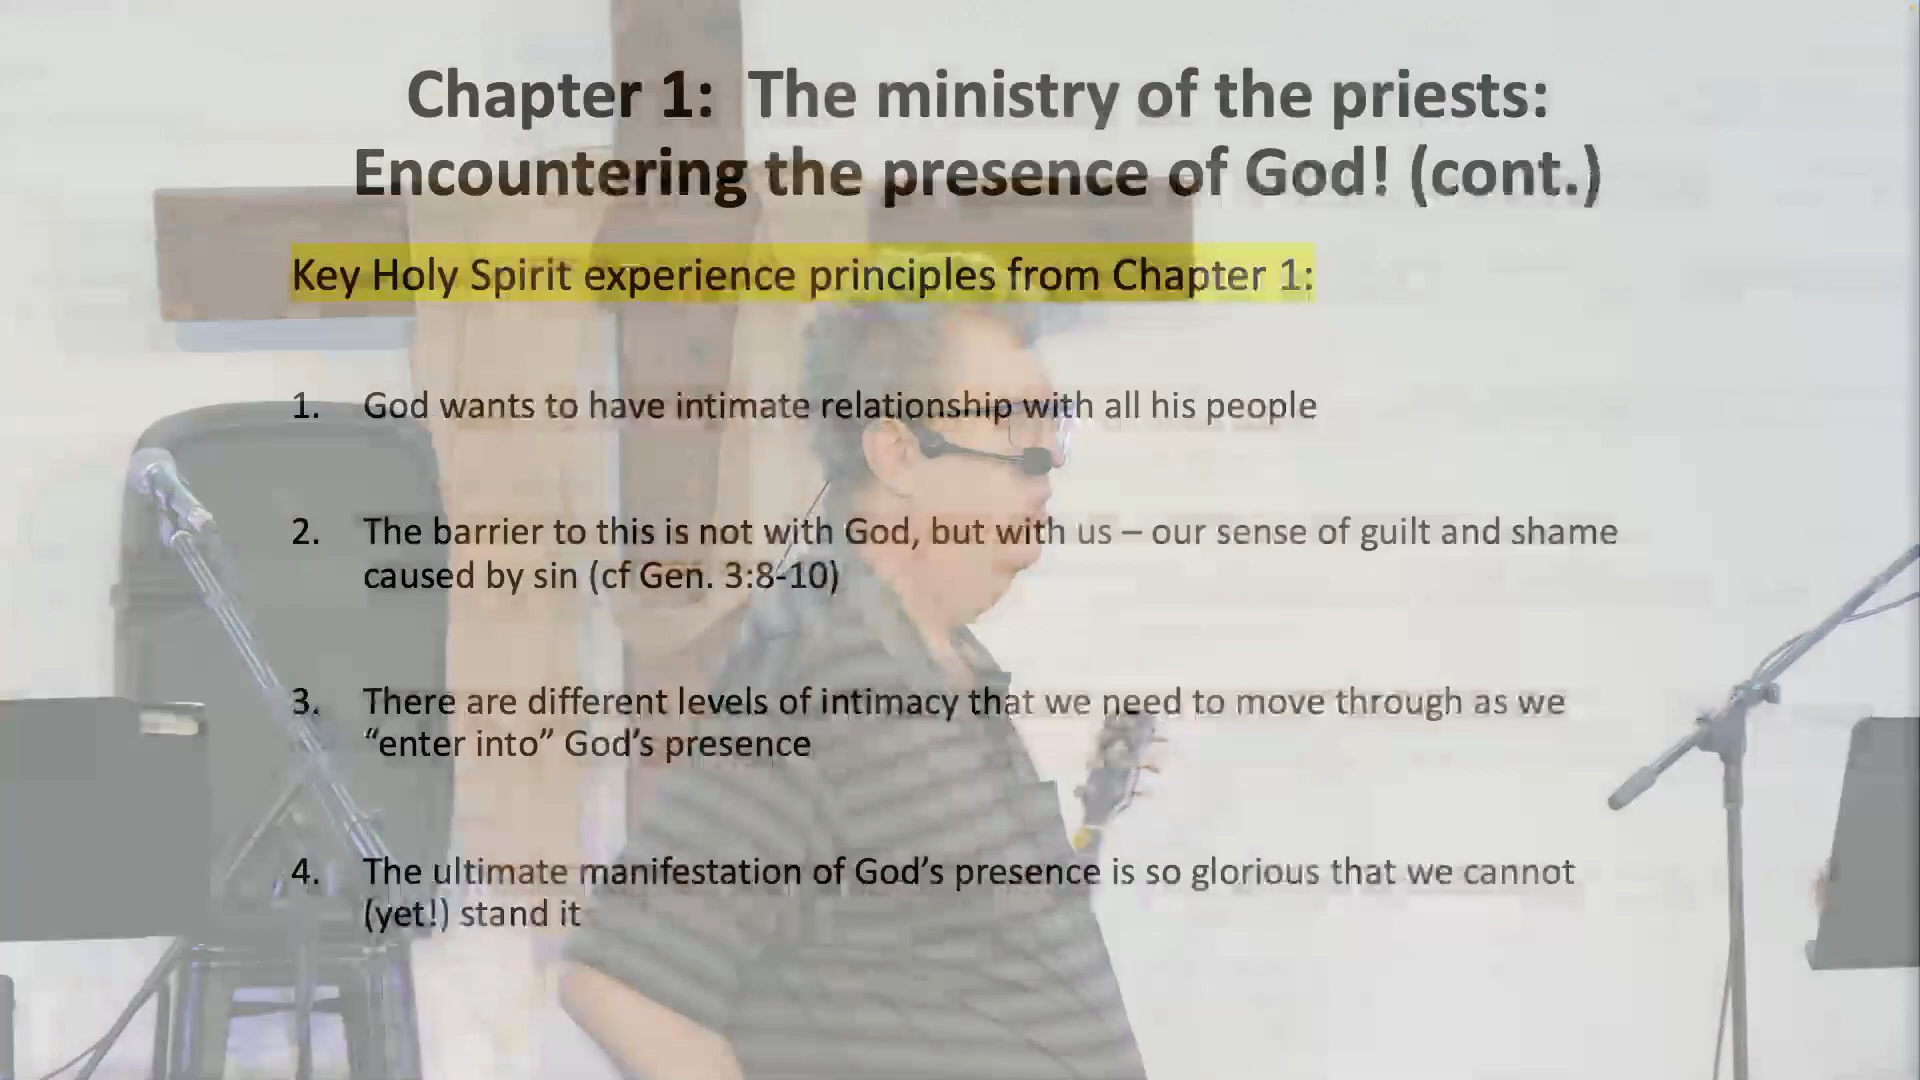 Chapter 1: The ministry of the priests:
Encountering the presence of God! (cont.)
Key Holy Spirit experience principles from Chapter 1:
1. God wants to have intimate relationship with all his people
2. The barrier to this is not with God, but with us – our sense of guilt and shame
caused by sin (cf Gen. 3:8-10)
3. There are different levels of intimacy that we need to move through as we
“enter into” God’s presence
4. The ultimate manifestation of God’s presence is so glorious that we cannot
(yet!) stand it